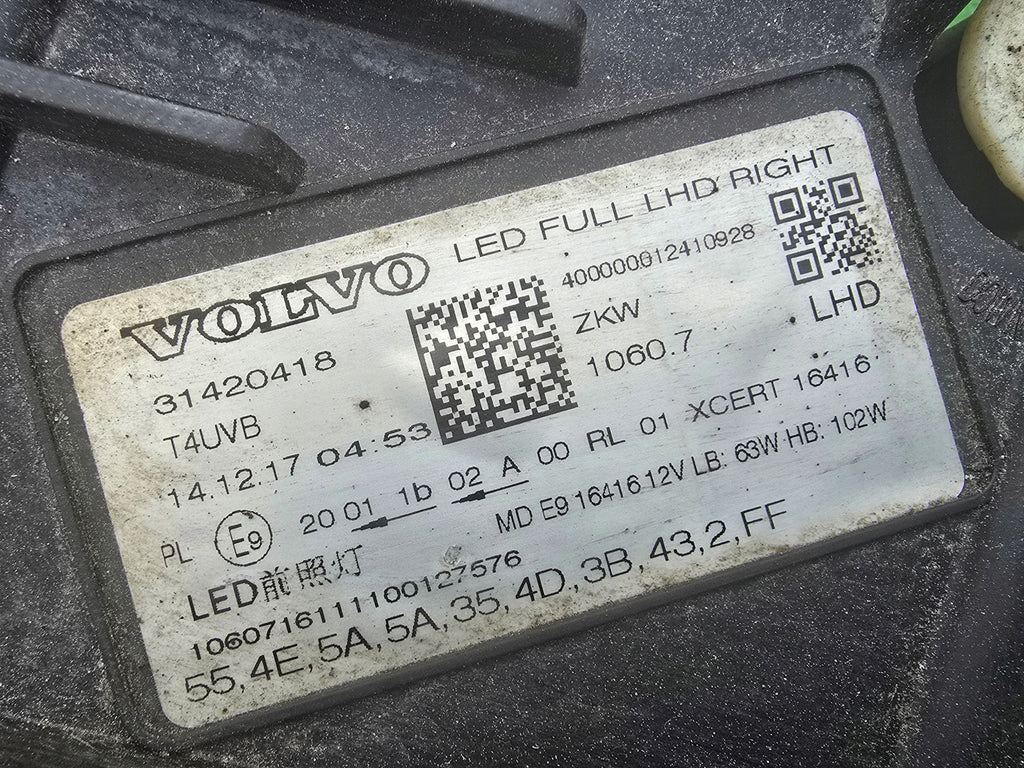 VOLVO LED FULL LHD RIGHT
31420418
400000012410928
T4UVB
ZKW
LHD
14.12.17 04:53
1060.7
PL E9 20 01 1b 02 A 00 RL 01 XCERT 16416
MD E9 16416 12V LB: 63W HB: 102W
LED前照灯
1060716111100127576
55,4E,5A,5A,35,4D,3B,43,2,FF